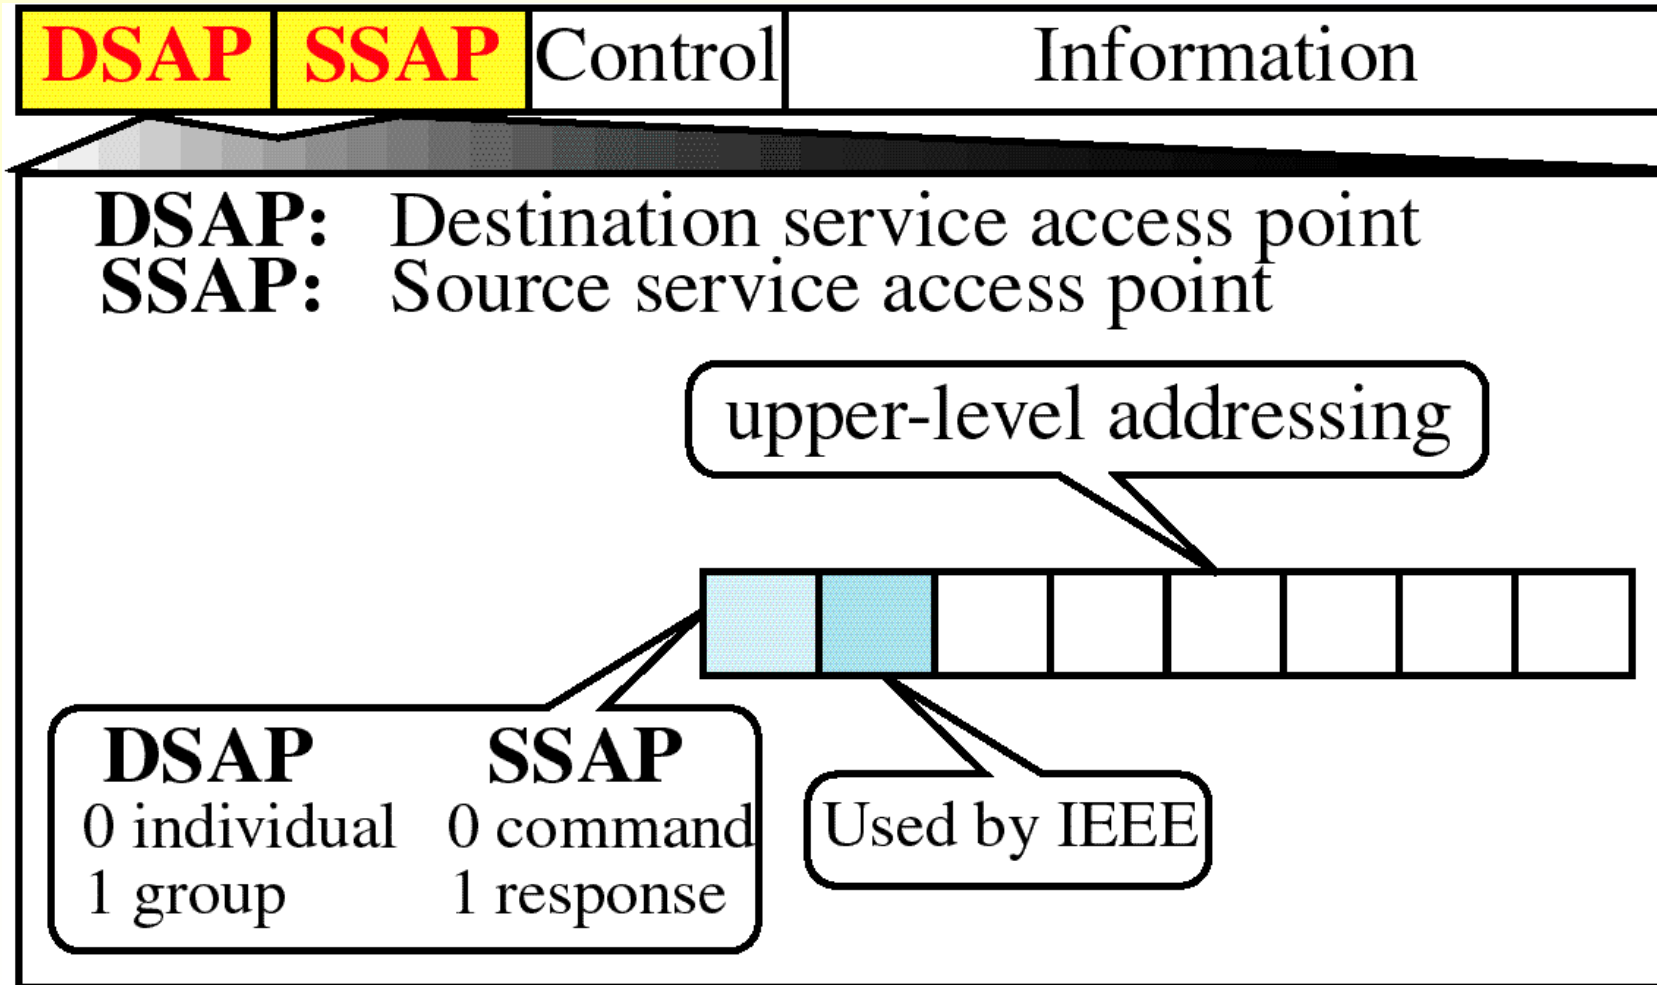 DSAP SSAP Control Information
DSAP: Destination service access point
SSAP: Source service access point
upper-level addressing
DSAP SSAP
0 individual 0 command
1 group 1 response
Used by IEEE